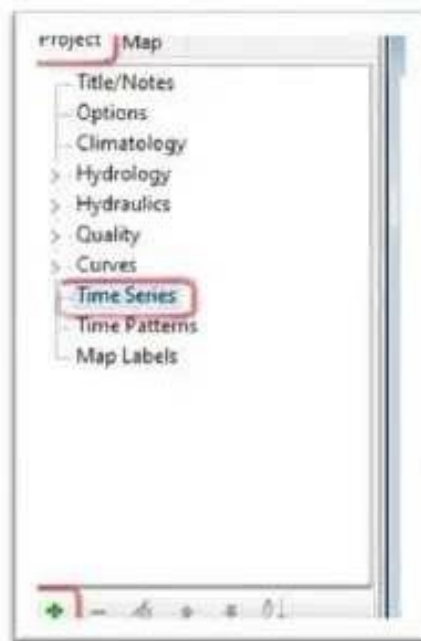 Project Map
Title/Notes
Options
Climatology
Hydrology
Hydraulics
Quality
Curves
Time Series
Time Patterns
Map Labels